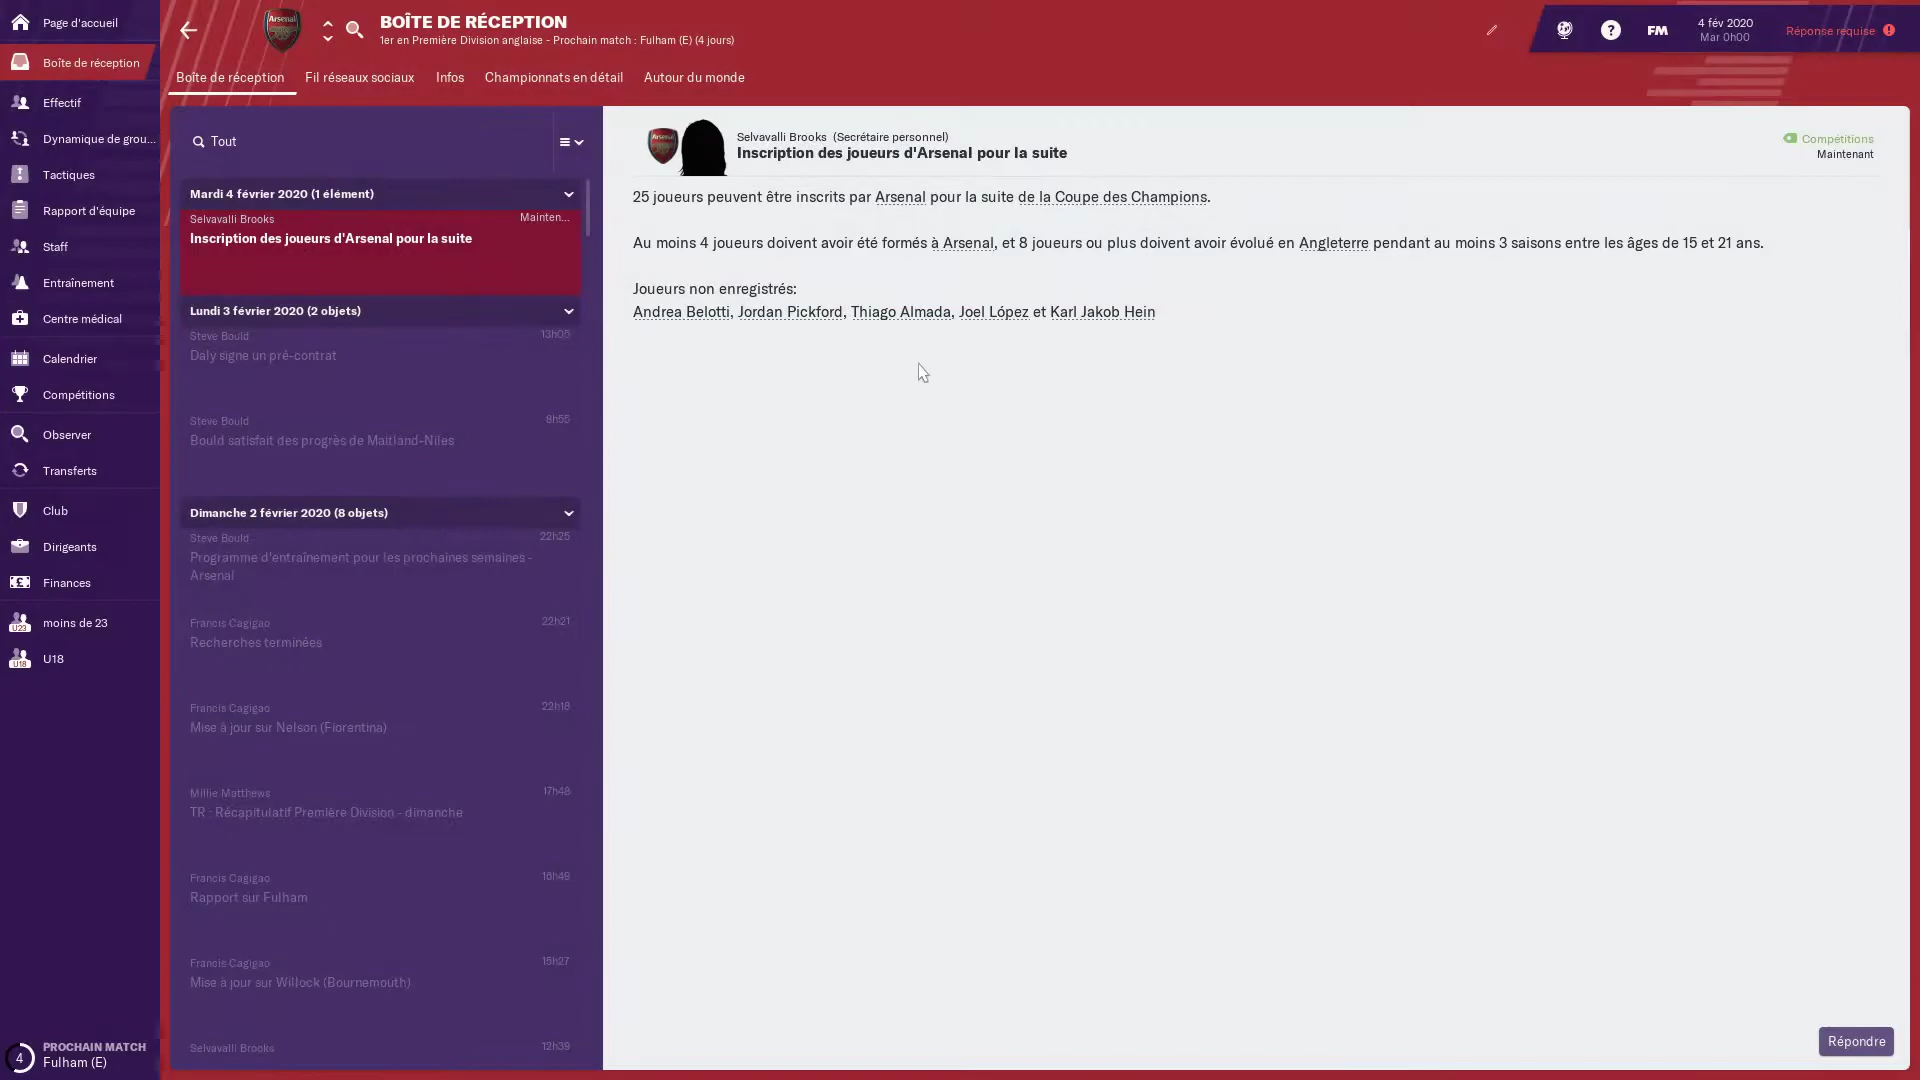 Page d'accueil
Boîte de réception
Effectif
Dynamique de grou...
Tactiques
Rapport d'équipe
Staff
Entraînement
Centre médical
Calendrier
Compétitions
Observer
Transferts
Club
Dirigeants
Finances
U23
moins de 23
U18
U18
4
PROCHAIN MATCH
Fulham (E)
Arsenal
BOÎTE DE RÉCEPTION
1er en Première Division anglaise - Prochain match : Fulham (E) (4 jours)
?
FM
4 fév 2020
Mar 0h00
Réponse requise
Boîte de réception
Fil réseaux sociaux
Infos
Championnats en détail
Autour du monde
Tout
Mardi 4 février 2020 (1 élément)
Selvavalli Brooks
Mainten...
Inscription des joueurs d'Arsenal pour la suite
Lundi 3 février 2020 (2 objets)
Steve Bould
13h05
Daly signe un pré-contrat
Steve Bould
8h55
Bould satisfait des progrès de Maitland-Niles
Dimanche 2 février 2020 (8 objets)
Steve Bould
22h25
Programme d'entraînement pour les prochaines semaines -
Arsenal
Francis Cagigao
22h21
Recherches terminées
Francis Cagigao
22h18
Mise à jour sur Nelson (Fiorentina)
Millie Matthews
17h48
TR : Récapitulatif Première Division - dimanche
Francis Cagigao
16h49
Rapport sur Fulham
Francis Cagigao
15h27
Mise à jour sur Willock (Bournemouth)
Selvavalli Brooks
12h39
Arsenal
Selvavalli Brooks (Secrétaire personnel)
Inscription des joueurs d'Arsenal pour la suite
Compétitions
Maintenant
25 joueurs peuvent être inscrits par Arsenal pour la suite de la Coupe des Champions.
Au moins 4 joueurs doivent avoir été formés à Arsenal, et 8 joueurs ou plus doivent avoir évolué en Angleterre pendant au moins 3 saisons entre les âges de 15 et 21 ans.
Joueurs non enregistrés:
Andrea Belotti, Jordan Pickford, Thiago Almada, Joel López et Karl Jakob Hein
Répondre